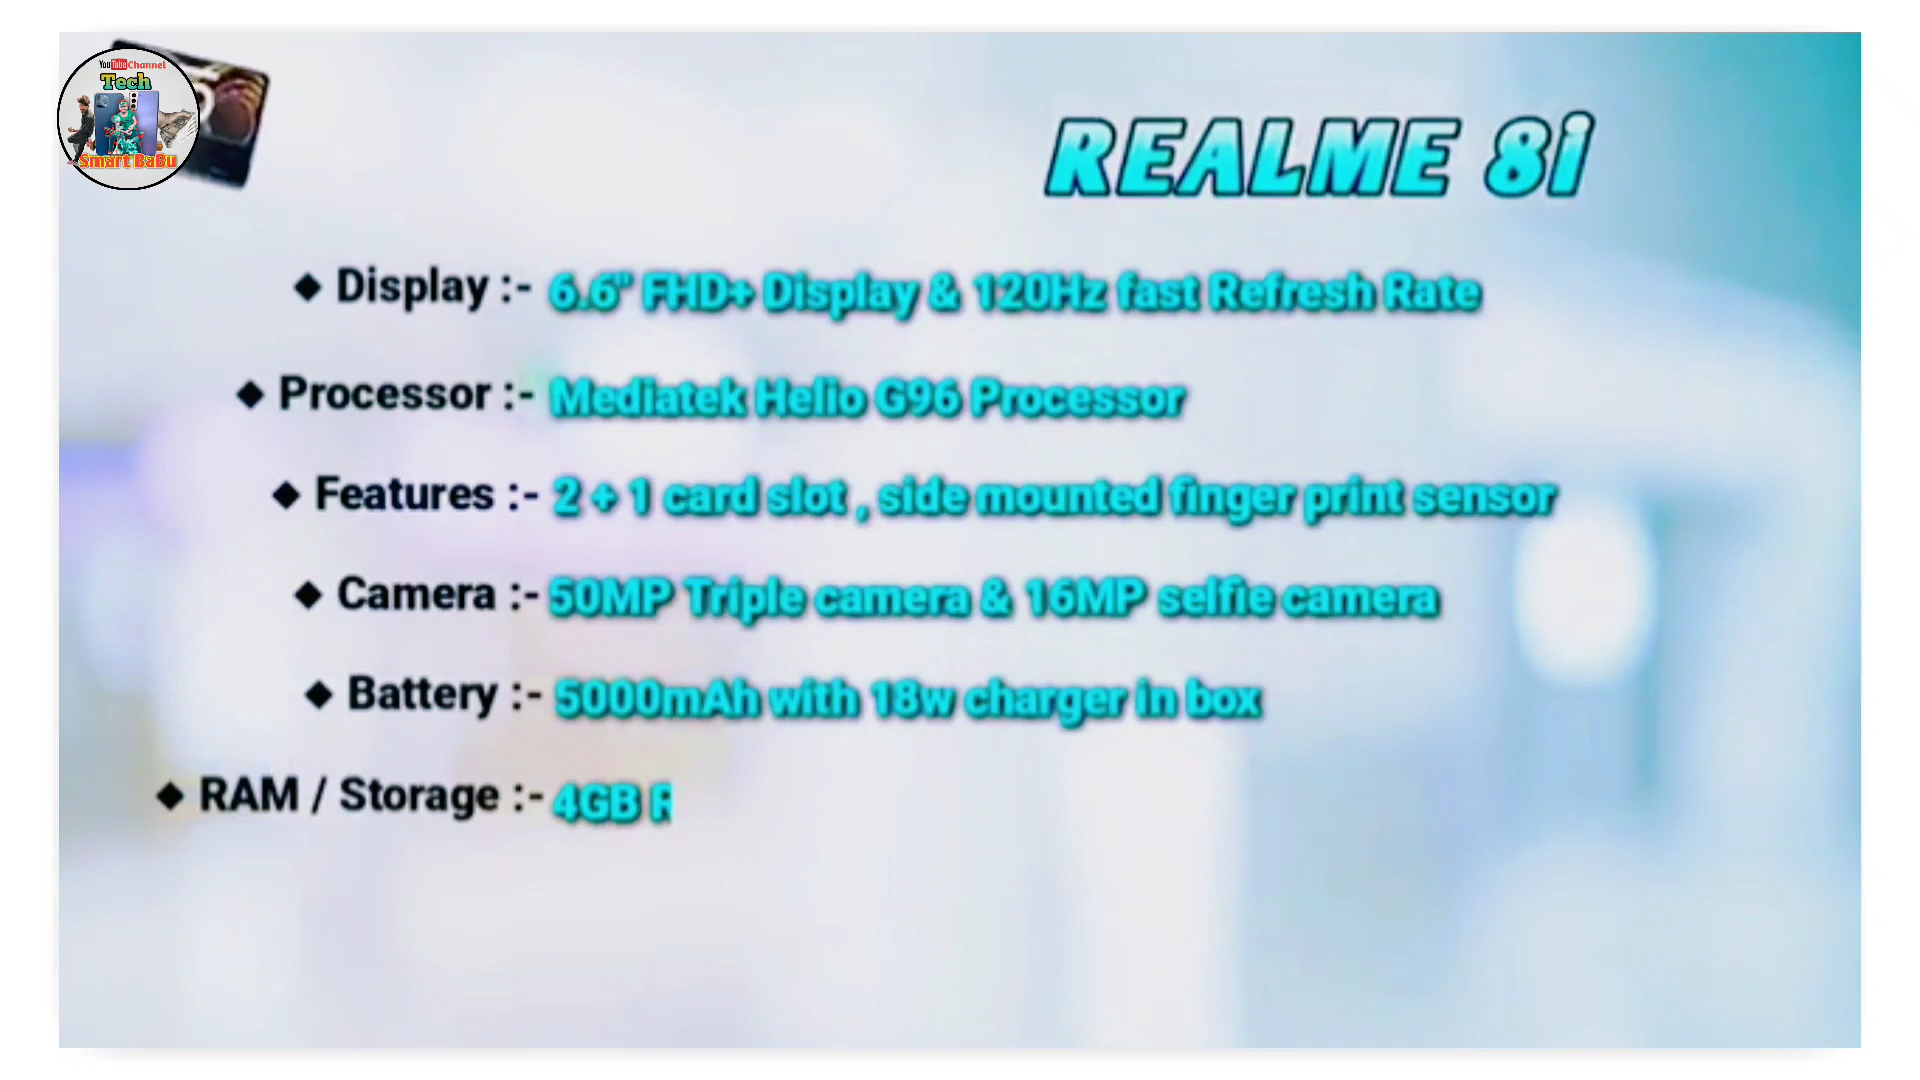 YouTube Channel
Tech
Smart BaBu
REALME 8i
◆ Display :- 6.6" FHD+ Display & 120Hz fast Refresh Rate
◆ Processor :- Mediatek Helio G96 Processor
◆ Features :- 2 + 1 card slot , side mounted finger print sensor
◆ Camera :- 50MP Triple camera & 16MP selfie camera
◆ Battery :- 5000mAh with 18w charger in box
◆ RAM / Storage :- 4GB R